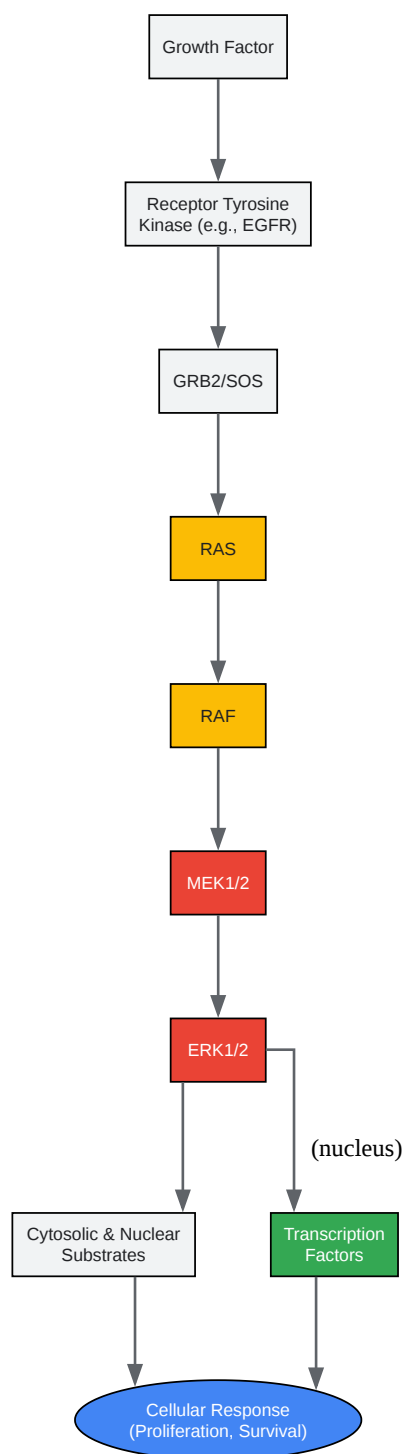 Growth Factor
Receptor Tyrosine
Kinase (e.g., EGFR)
GRB2/SOS
RAS
RAF
MEK1/2
ERK1/2
(nucleus)
Cytosolic & Nuclear
Substrates
Transcription
Factors
Cellular Response
(Proliferation, Survival)